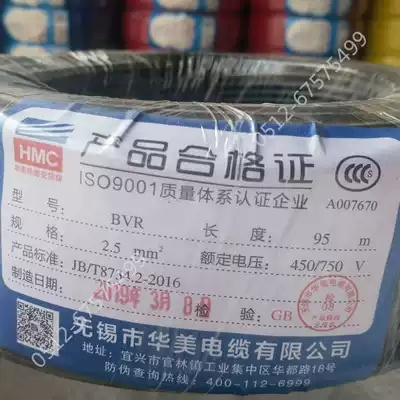 HMC
产品合格证
ISO9001质量体系认证企业
A007670
型 号: BVR 长 度: 95 m
规 格: 2.5 mm² 额定电压: 450/750 V
产品标准: JB/T8734.2-2016
制造日期: 2019年3月8日 检 验: GB
无锡市华美电缆有限公司
地址:宜兴市官林镇工业集中区华都路18号
防伪查询热线:400-112-6999
0512-67575499